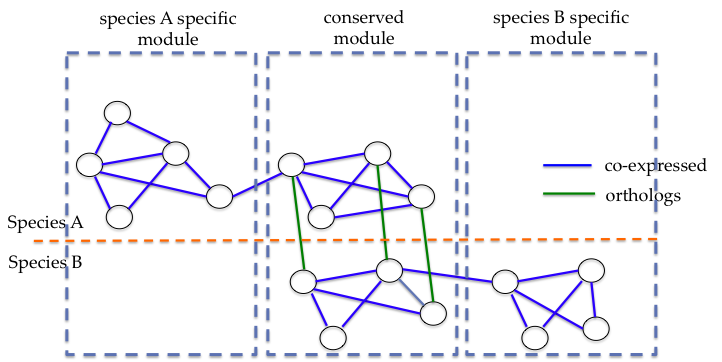 species A specific
module
conserved
module
species B specific
module
co-expressed
orthologs
Species A
Species B